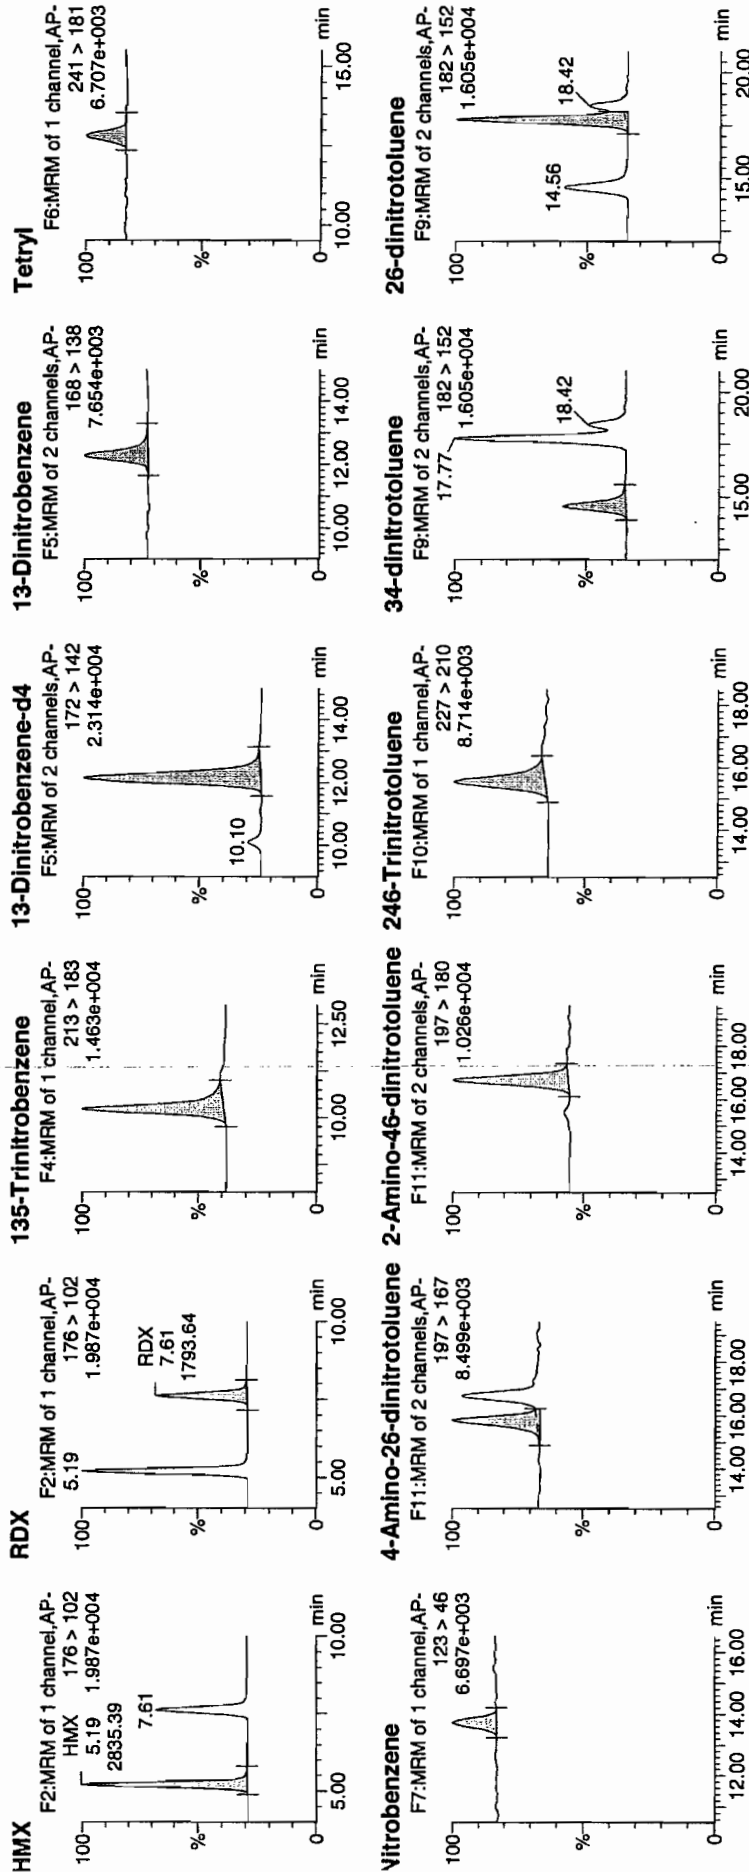 HMX
F2:MRM of 1 channel,AP-
176 > 102
1.987e+004
HMX
5.19
2835.39
7.61
100
%
0
min
5.00 10.00
RDX
F2:MRM of 1 channel,AP-
176 > 102
1.987e+004
5.19
RDX
7.61
1793.64
100
%
0
min
5.00 10.00
135-Trinitrobenzene
F4:MRM of 1 channel,AP-
213 > 183
1.463e+004
100
%
0
min
10.00 12.50
13-Dinitrobenzene-d4
F5:MRM of 2 channels,AP-
172 > 142
2.314e+004
10.10
100
%
0
min
10.00 12.00 14.00
13-Dinitrobenzene
F5:MRM of 2 channels,AP-
168 > 138
7.654e+003
100
%
0
min
10.00 12.00 14.00
Tetryl
F6:MRM of 1 channel,AP-
241 > 181
6.707e+003
100
%
0
min
10.00 15.00
Nitrobenzene
F7:MRM of 1 channel,AP-
123 > 46
6.697e+003
100
%
0
min
12.00 14.00 16.00
4-Amino-26-dinitrotoluene
F11:MRM of 2 channels,AP-
197 > 167
8.499e+003
100
%
0
min
14.00 16.00 18.00
2-Amino-46-dinitrotoluene
F11:MRM of 2 channels,AP-
197 > 180
1.026e+004
100
%
0
min
14.00 16.00 18.00
246-Trinitrotoluene
F10:MRM of 1 channel,AP-
227 > 210
8.714e+003
100
%
0
min
14.00 16.00 18.00
34-dinitrotoluene
F9:MRM of 2 channels,AP-
182 > 152
1.605e+004
17.77
18.42
100
%
0
min
15.00 20.00
26-dinitrotoluene
F9:MRM of 2 channels,AP-
182 > 152
1.605e+004
14.56
18.42
100
%
0
min
15.00 20.00